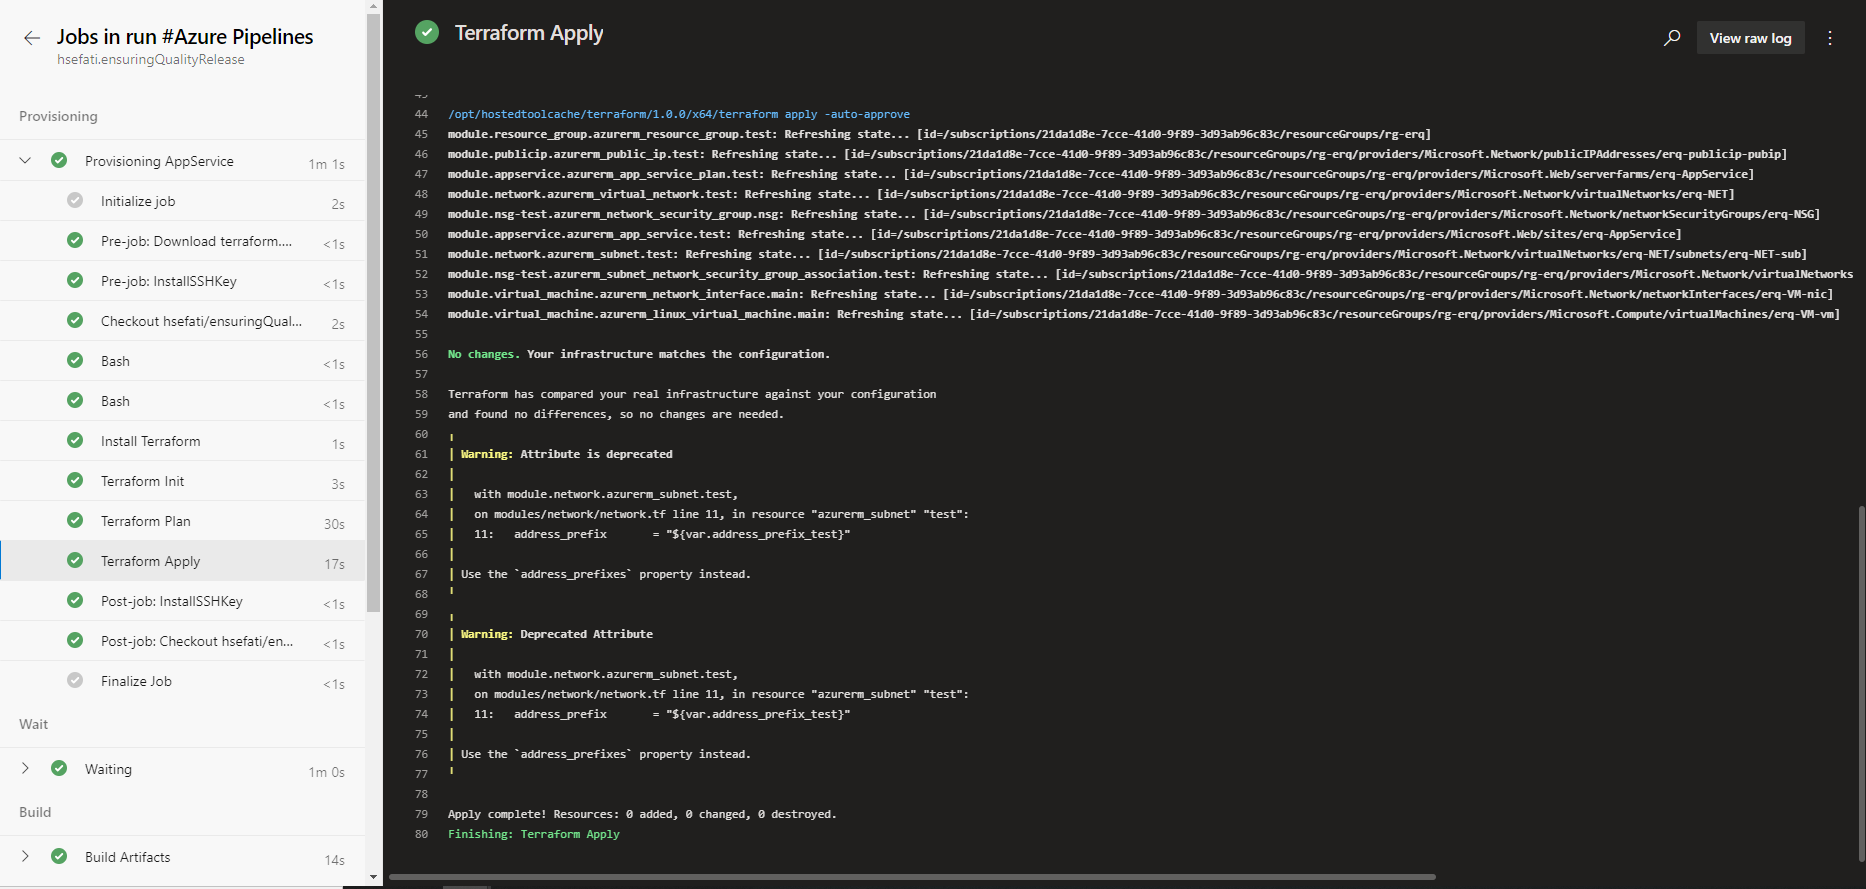 Jobs in run #Azure Pipelines
hsefati.ensuringQualityRelease
Provisioning
Provisioning AppService 1m 1s
Initialize job 2s
Pre-job: Download terraform.... <1s
Pre-job: InstallSSHKey <1s
Checkout hsefati/ensuringQual... 2s
Bash <1s
Bash <1s
Install Terraform 1s
Terraform Init 3s
Terraform Plan 30s
Terraform Apply 17s
Post-job: InstallSSHKey <1s
Post-job: Checkout hsefati/en... <1s
Finalize Job <1s
Wait
Waiting 1m 0s
Build
Build Artifacts 14s
Terraform Apply
View raw log
44 /opt/hostedtoolcache/terraform/1.0.0/x64/terraform apply -auto-approve
45 module.resource_group.azurerm_resource_group.test: Refreshing state... [id=/subscriptions/21da1d8e-7cce-41d0-9f89-3d93ab96c83c/resourceGroups/rg-erq]
46 module.publicip.azurerm_public_ip.test: Refreshing state... [id=/subscriptions/21da1d8e-7cce-41d0-9f89-3d93ab96c83c/resourceGroups/rg-erq/providers/Microsoft.Network/publicIPAddresses/erq-publicip-pubip]
47 module.appservice.azurerm_app_service_plan.test: Refreshing state... [id=/subscriptions/21da1d8e-7cce-41d0-9f89-3d93ab96c83c/resourceGroups/rg-erq/providers/Microsoft.Web/serverfarms/erq-AppService]
48 module.network.azurerm_virtual_network.test: Refreshing state... [id=/subscriptions/21da1d8e-7cce-41d0-9f89-3d93ab96c83c/resourceGroups/rg-erq/providers/Microsoft.Network/virtualNetworks/erq-NET]
49 module.nsg-test.azurerm_network_security_group.nsg: Refreshing state... [id=/subscriptions/21da1d8e-7cce-41d0-9f89-3d93ab96c83c/resourceGroups/rg-erq/providers/Microsoft.Network/networkSecurityGroups/erq-NSG]
50 module.appservice.azurerm_app_service.test: Refreshing state... [id=/subscriptions/21da1d8e-7cce-41d0-9f89-3d93ab96c83c/resourceGroups/rg-erq/providers/Microsoft.Web/sites/erq-AppService]
51 module.network.azurerm_subnet.test: Refreshing state... [id=/subscriptions/21da1d8e-7cce-41d0-9f89-3d93ab96c83c/resourceGroups/rg-erq/providers/Microsoft.Network/virtualNetworks/erq-NET/subnets/erq-NET-sub]
52 module.nsg-test.azurerm_subnet_network_security_group_association.test: Refreshing state... [id=/subscriptions/21da1d8e-7cce-41d0-9f89-3d93ab96c83c/resourceGroups/rg-erq/providers/Microsoft.Network/virtualNetworks
53 module.virtual_machine.azurerm_network_interface.main: Refreshing state... [id=/subscriptions/21da1d8e-7cce-41d0-9f89-3d93ab96c83c/resourceGroups/rg-erq/providers/Microsoft.Network/networkInterfaces/erq-VM-nic]
54 module.virtual_machine.azurerm_linux_virtual_machine.main: Refreshing state... [id=/subscriptions/21da1d8e-7cce-41d0-9f89-3d93ab96c83c/resourceGroups/rg-erq/providers/Microsoft.Compute/virtualMachines/erq-VM-vm]
55
56 No changes. Your infrastructure matches the configuration.
57
58 Terraform has compared your real infrastructure against your configuration
59 and found no differences, so no changes are needed.
60 ╷
61 │ Warning: Attribute is deprecated
62 │
63 │   with module.network.azurerm_subnet.test,
64 │   on modules/network/network.tf line 11, in resource "azurerm_subnet" "test":
65 │   11:   address_prefix       = "${var.address_prefix_test}"
66 │
67 │ Use the `address_prefixes` property instead.
68 ╵
69 ╷
70 │ Warning: Deprecated Attribute
71 │
72 │   with module.network.azurerm_subnet.test,
73 │   on modules/network/network.tf line 11, in resource "azurerm_subnet" "test":
74 │   11:   address_prefix       = "${var.address_prefix_test}"
75 │
76 │ Use the `address_prefixes` property instead.
77 ╵
78
79 Apply complete! Resources: 0 added, 0 changed, 0 destroyed.
80 Finishing: Terraform Apply